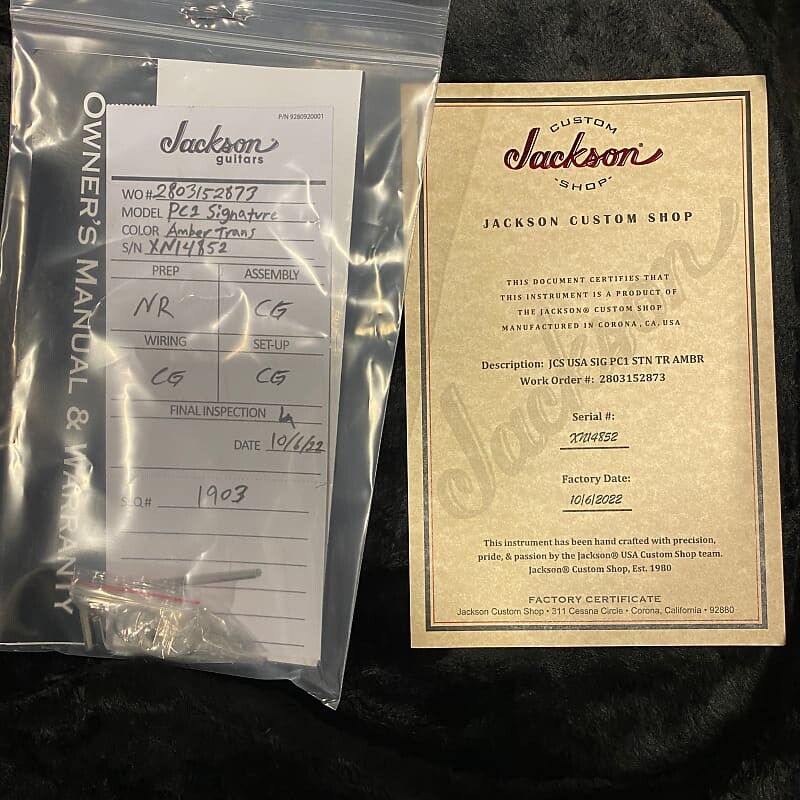 OWNER'S MANUAL & WARRANTY
P/N 9280920001
Jackson
guitars
WO# 2803152873
MODEL PC1 Signature
COLOR Amber Trans
S/N XN14852
PREP ASSEMBLY
NR CG
WIRING SET-UP
CG CG
FINAL INSPECTION
DATE 10/6/22
SEQ# 1903
CUSTOM
Jackson®
-SHOP-
JACKSON CUSTOM SHOP
Jackson
THIS DOCUMENT CERTIFIES THAT
THIS INSTRUMENT IS A PRODUCT OF
THE JACKSON® CUSTOM SHOP
MANUFACTURED IN CORONA, CA. USA
Description: JCS USA SIG PC1 STN TR AMBR
Work Order #: 2803152873
Serial #:
XN14852
Factory Date:
10/6/2022
This instrument has been hand crafted with precision,
pride, & passion by the Jackson® USA Custom Shop team.
Jackson® Custom Shop, Est. 1980
FACTORY CERTIFICATE
Jackson Custom Shop • 311 Cessna Circle • Corona, California • 92880